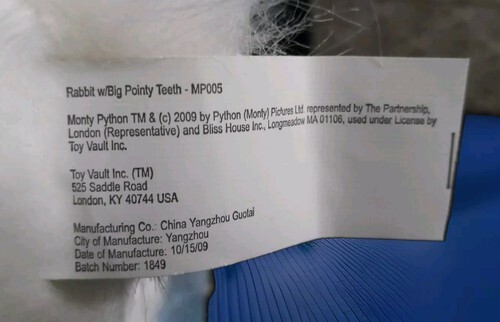 Rabbit w/Big Pointy Teeth - MP005
Monty Python TM & (c) 2009 by Python (Monty) Pictures Ltd. represented by The Partnership,
London (Representative) and Bliss House Inc., Longmeadow MA 01106, used under License by
Toy Vault Inc.
Toy Vault Inc. (TM)
525 Saddle Road
London, KY 40744 USA
Manufacturing Co.: China Yangzhou Guotai
City of Manufacture: Yangzhou
Date of Manufacture: 10/15/09
Batch Number: 1849